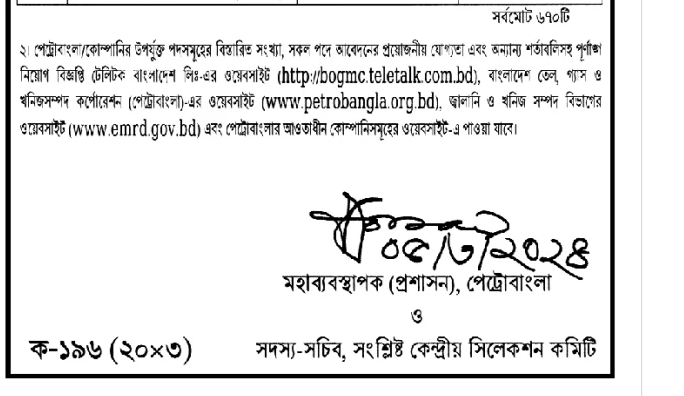 সর্বমোট ৬৭০টি
২। পেট্রোবাংলা/কোম্পানির উপর্যুক্ত পদসমূহের বিস্তারিত সংখ্যা, সকল পদে আবেদনের প্রয়োজনীয় যোগ্যতা এবং অন্যান্য শর্তাবলিসহ পূর্ণাঙ্গ
নিয়োগ বিজ্ঞপ্তি টেলিটক বাংলাদেশ লিঃ-এর ওয়েবসাইট (http://bogmc.teletalk.com.bd), বাংলাদেশ তেল, গ্যাস ও
খনিজসম্পদ কর্পোরেশন (পেট্রোবাংলা)-এর ওয়েবসাইট (www.petrobangla.org.bd), জ্বালানি ও খনিজ সম্পদ বিভাগের
ওয়েবসাইট (www.emrd.gov.bd) এবং পেট্রোবাংলার আওতাধীন কোম্পানিসমূহের ওয়েবসাইট-এ পাওয়া যাবে।
০৫/৩/২০২৪
মহাব্যবস্থাপক (প্রশাসন), পেট্রোবাংলা
ও
ক-১৯৬ (২০×৩) সদস্য-সচিব, সংশ্লিষ্ট কেন্দ্রীয় সিলেকশন কমিটি